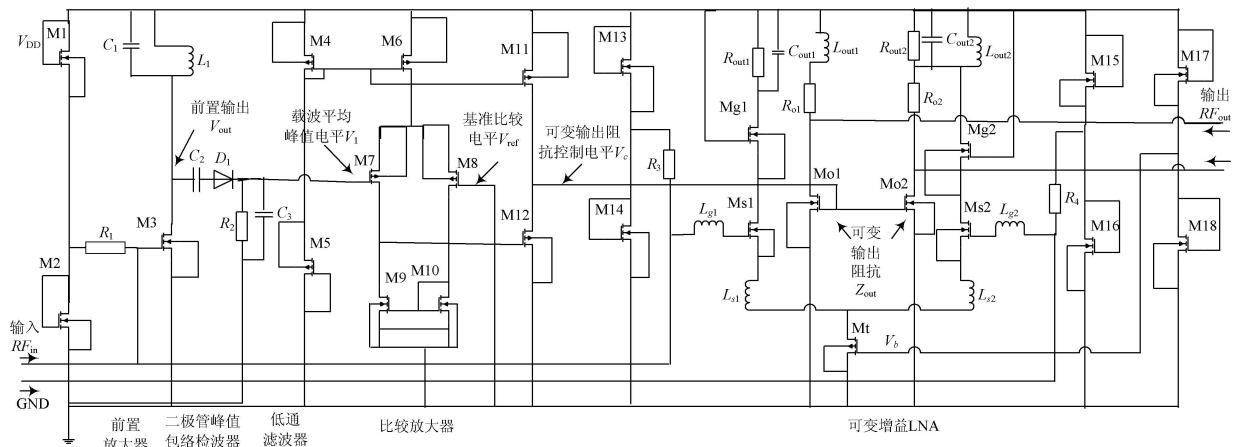 M1
V_DD
C_1
L_1
M4
M6
M11
M13
R_out1
C_out1
L_out1
R_out2
C_out2
L_out2
M15
M17
前置输出
V_out
载波平均
峰值电平V_1
基准比较
电平V_ref
可变输出阻
抗控制电平V_c
R_o1
R_o2
输出
RF_out
Mg1
Mg2
C_2
D_1
M7
M8
R_3
Mo1
Mo2
R_4
M3
R_1
R_2
C_3
M12
M14
L_g1
Ms1
Ms2
L_g2
M16
M18
M2
M5
M9
M10
可变
输出
阻抗
Z_out
L_s1
L_s2
输入
RF_in
Mt
V_b
GND
前置
放大器
二极管峰值
包络检波器
低通
滤波器
比较放大器
可变增益LNA